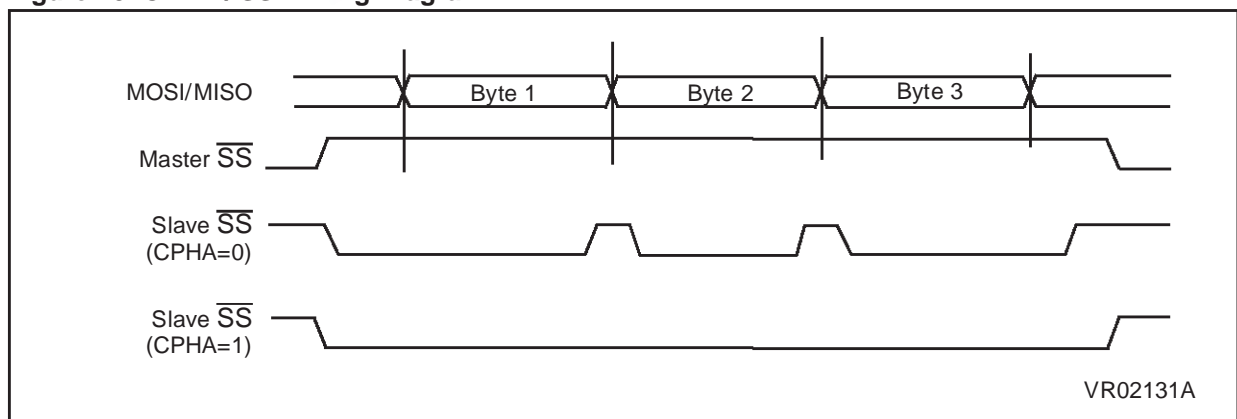 MOSI/MISO
Byte 1
Byte 2
Byte 3
Master SS
Slave SS
(CPHA=0)
Slave SS
(CPHA=1)
VR02131A